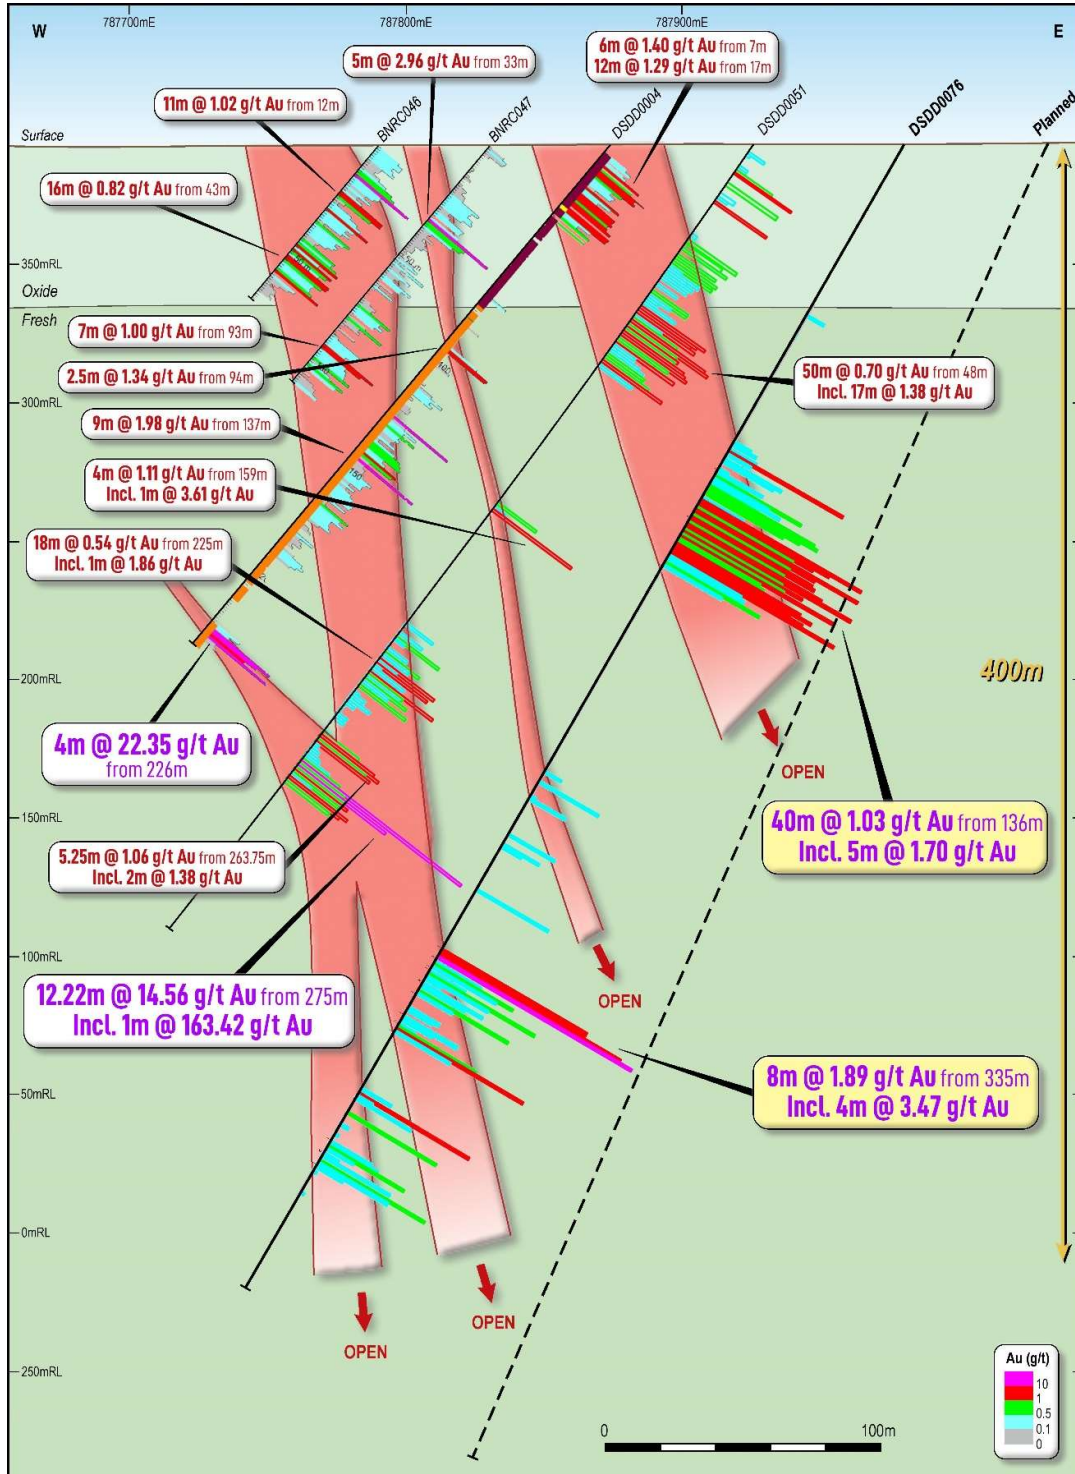 787700mE
787800mE
787900mE
W
E
5m @ 2.96 g/t Au from 33m
6m @ 1.40 g/t Au from 7m
12m @ 1.29 g/t Au from 17m
11m @ 1.02 g/t Au from 12m
BNRC046
BNRC047
DSDD0004
DSDD0051
DSDD0076
Planned
Surface
16m @ 0.82 g/t Au from 43m
350mRL
Oxide
Fresh
7m @ 1.00 g/t Au from 93m
2.5m @ 1.34 g/t Au from 94m
50m @ 0.70 g/t Au from 48m
Incl. 17m @ 1.38 g/t Au
300mRL
9m @ 1.98 g/t Au from 137m
4m @ 1.11 g/t Au from 159m
Incl. 1m @ 3.61 g/t Au
150
18m @ 0.54 g/t Au from 225m
Incl. 1m @ 1.86 g/t Au
200mRL
400m
4m @ 22.35 g/t Au
from 226m
OPEN
150mRL
40m @ 1.03 g/t Au from 136m
Incl. 5m @ 1.70 g/t Au
5.25m @ 1.06 g/t Au from 263.75m
Incl. 2m @ 1.38 g/t Au
100mRL
OPEN
12.22m @ 14.56 g/t Au from 275m
Incl. 1m @ 163.42 g/t Au
50mRL
8m @ 1.89 g/t Au from 335m
Incl. 4m @ 3.47 g/t Au
0mRL
OPEN
OPEN
250mRL
Au (g/t)
10
1
0.5
0.1
0
0
100m